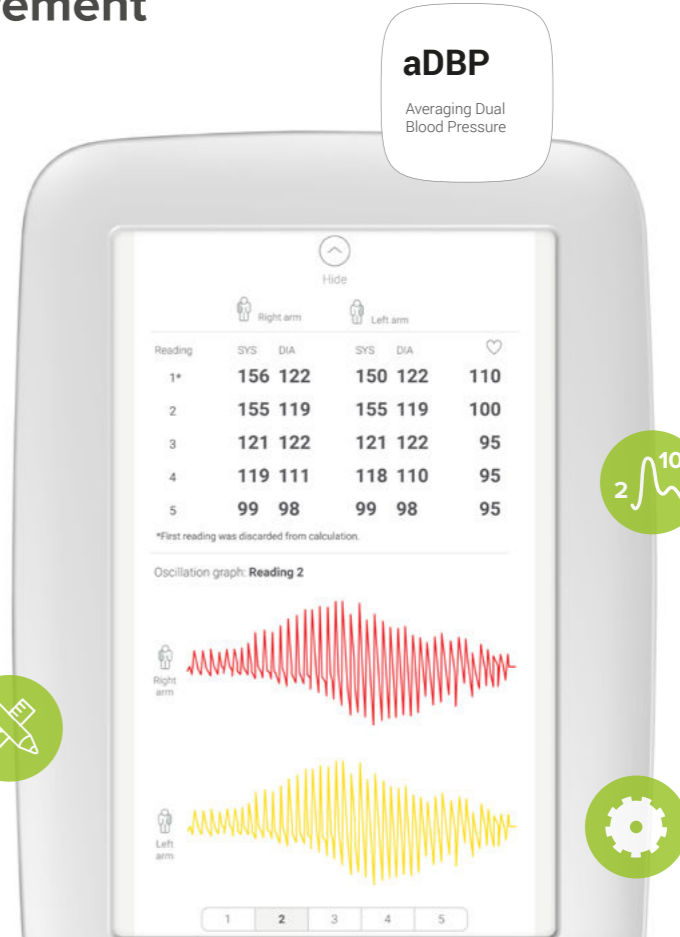 aDBP
Averaging Dual
Blood Pressure
Hide
Right arm Left arm
Reading SYS DIA SYS DIA
1* 156 122 150 122 110
2 155 119 155 119 100
3 121 122 121 122 95
4 119 111 118 110 95
5 99 98 99 98 95
*First reading was discarded from calculation.
Oscillation graph: Reading 2
2 10
Right
arm
Left
arm
1 2 3 4 5